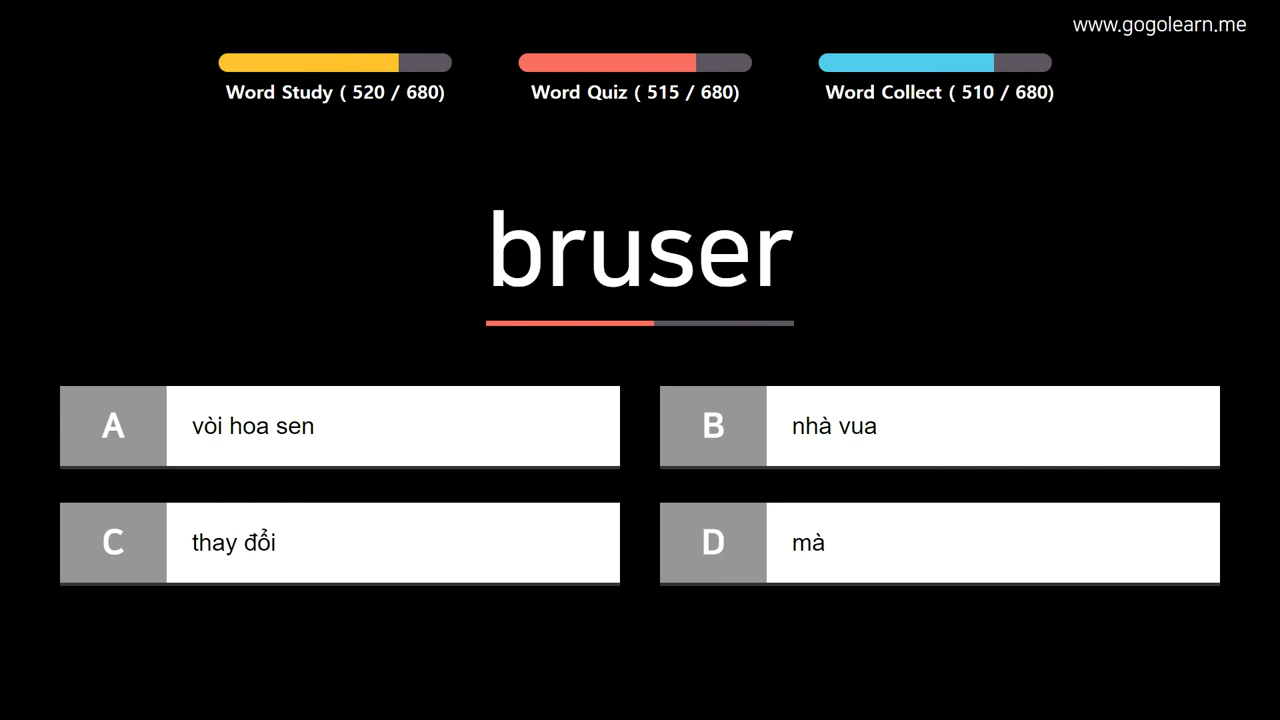 www.gogolearn.me
Word Study ( 520 / 680)
Word Quiz ( 515 / 680)
Word Collect ( 510 / 680)
bruser
A vòi hoa sen
B nhà vua
C thay đổi
D mà